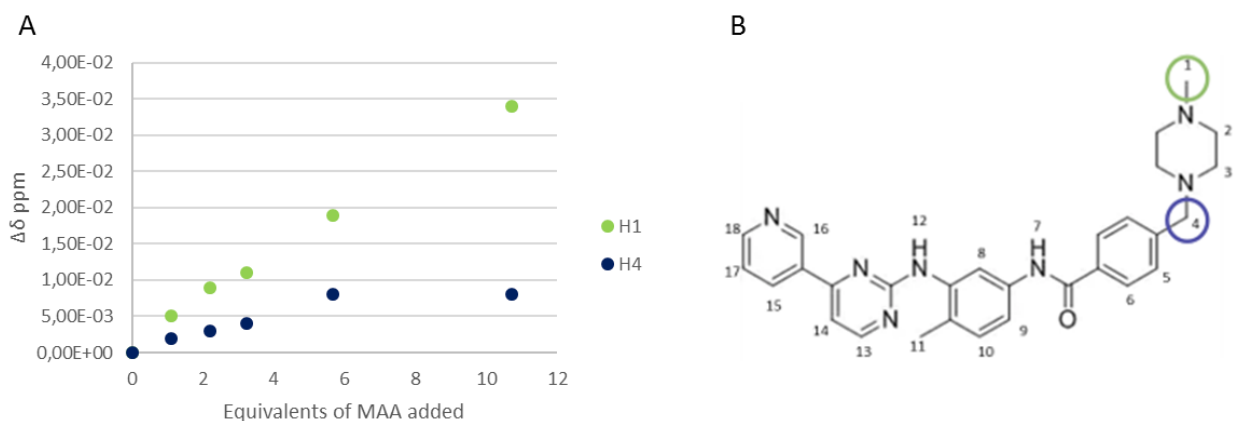 A
4,00E-02
3,50E-02
3,00E-02
2,50E-02
2,00E-02
1,50E-02
1,00E-02
5,00E-03
0,00E+00
Δδ ppm
0 2 4 6 8 10 12
Equivalents of MAA added
H1
H4
B
1
N
2
3
N
4
12
7
N
16
H
H
18
8
5
N
N
N
17
6
15
O
N
14
9
13
11
10